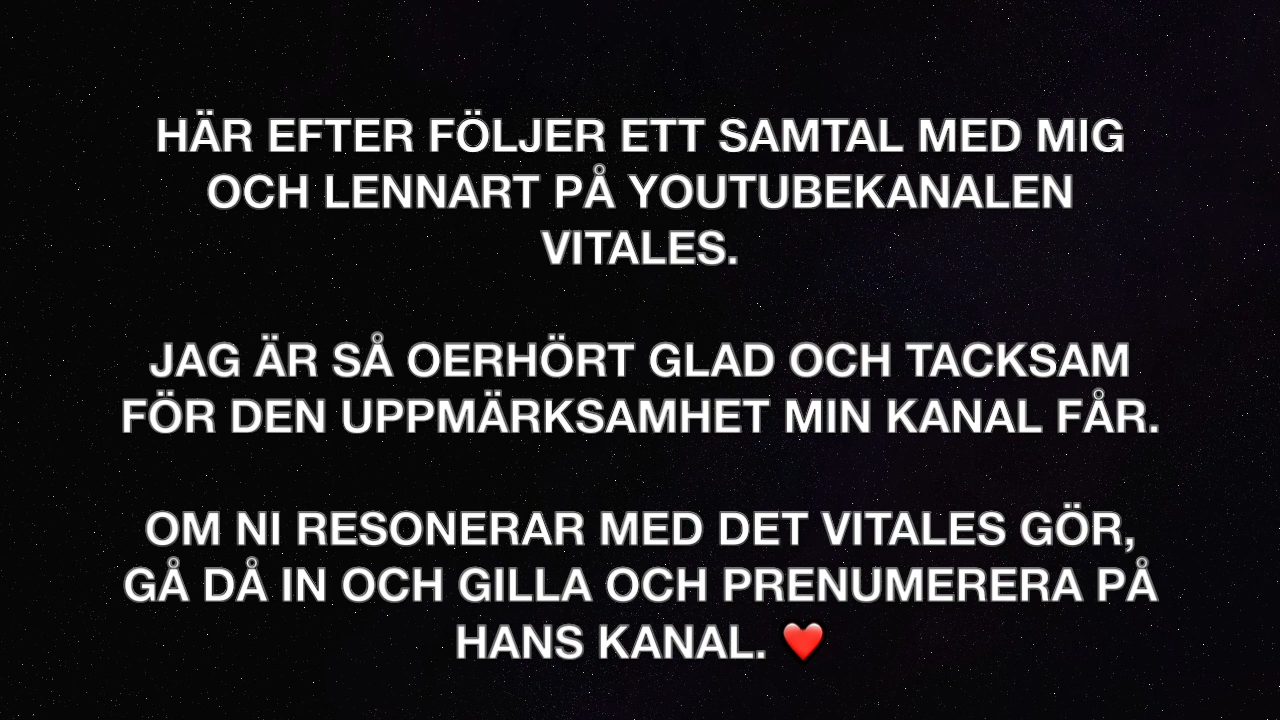 HÄR EFTER FÖLJER ETT SAMTAL MED MIG
OCH LENNART PÅ YOUTUBEKANALEN
VITALES.
JAG ÄR SÅ OERHÖRT GLAD OCH TACKSAM
FÖR DEN UPPMÄRKSAMHET MIN KANAL FÅR.
OM NI RESONERAR MED DET VITALES GÖR,
GÅ DÅ IN OCH GILLA OCH PRENUMERERA PÅ
HANS KANAL. ❤️